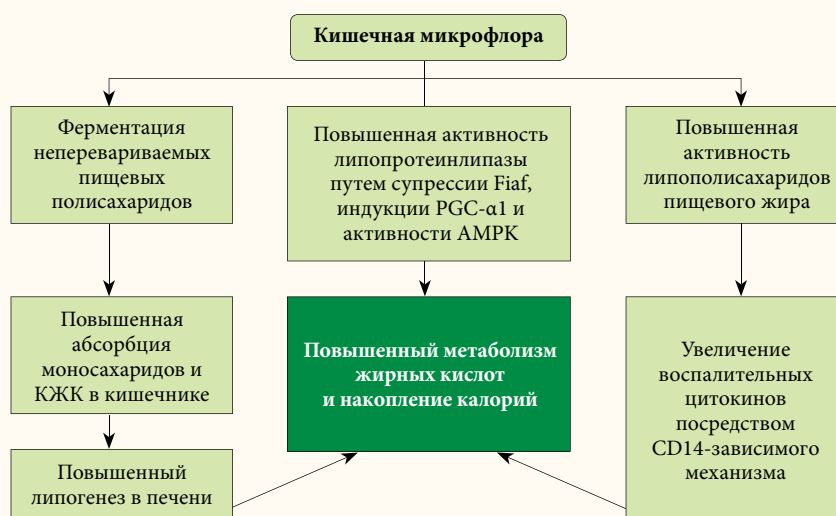 Кишечная микрофлора
Ферментация
неперевариваемых
пищевых
полисахаридов
Повышенная активность
липопротеинлипазы
путем супрессии Fiaf,
индукции PGC-α1 и
активности AMPK
Повышенная
активность
липополисахаридов
пищевого жира
Повышенная
абсорбция
моносахаридов и
КЖК в кишечнике
Повышенный метаболизм
жирных кислот
и накопление калорий
Увеличение
воспалительных
цитокинов
посредством
CD14-зависимого
механизма
Повышенный
липогенез в печени